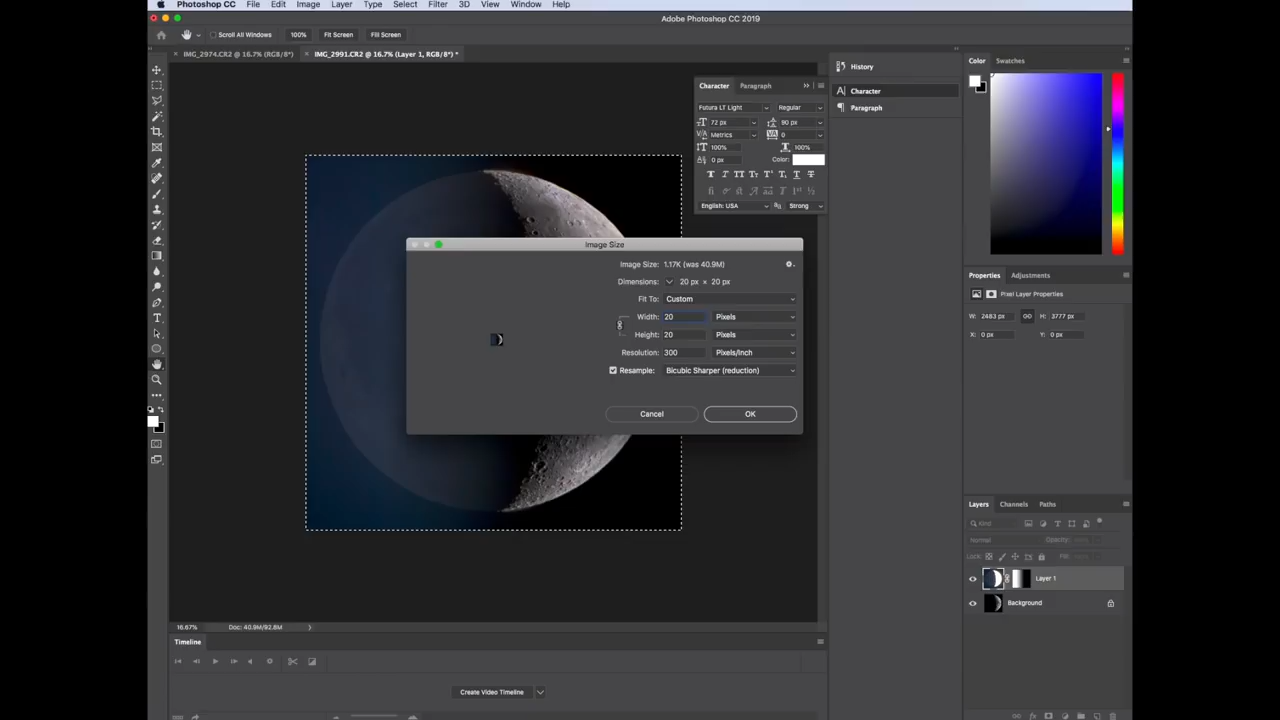 Photoshop CC File Edit Image Layer Type Select Filter 3D View Window Help
Adobe Photoshop CC 2019
Scroll All Windows 100% Fit Screen Fill Screen
IMG_2974.CR2 @ 16.7% (RGB/8*) IMG_2991.CR2 @ 16.7% (Layer 1, RGB/8*) *
Character Paragraph
Futura LT Light Regular
72 px 90 px
Metrics 0
100% 100%
0 px Color:
English: USA Strong
History
Character
Paragraph
Color Swatches
Image Size
Image Size: 1.17K (was 40.9M)
Dimensions: 20 px × 20 px
Fit To: Custom
Width: 20 Pixels
Height: 20 Pixels
Resolution: 300 Pixels/Inch
Resample: Bicubic Sharper (reduction)
Cancel OK
Properties Adjustments
Pixel Layer Properties
W: 2483 px H: 3777 px
X: 0 px Y: 0 px
Layers Channels Paths
Kind
Normal Opacity:
Lock: Fill:
Layer 1
Background
16.67% Doc: 40.9M/92.8M
Timeline
Create Video Timeline